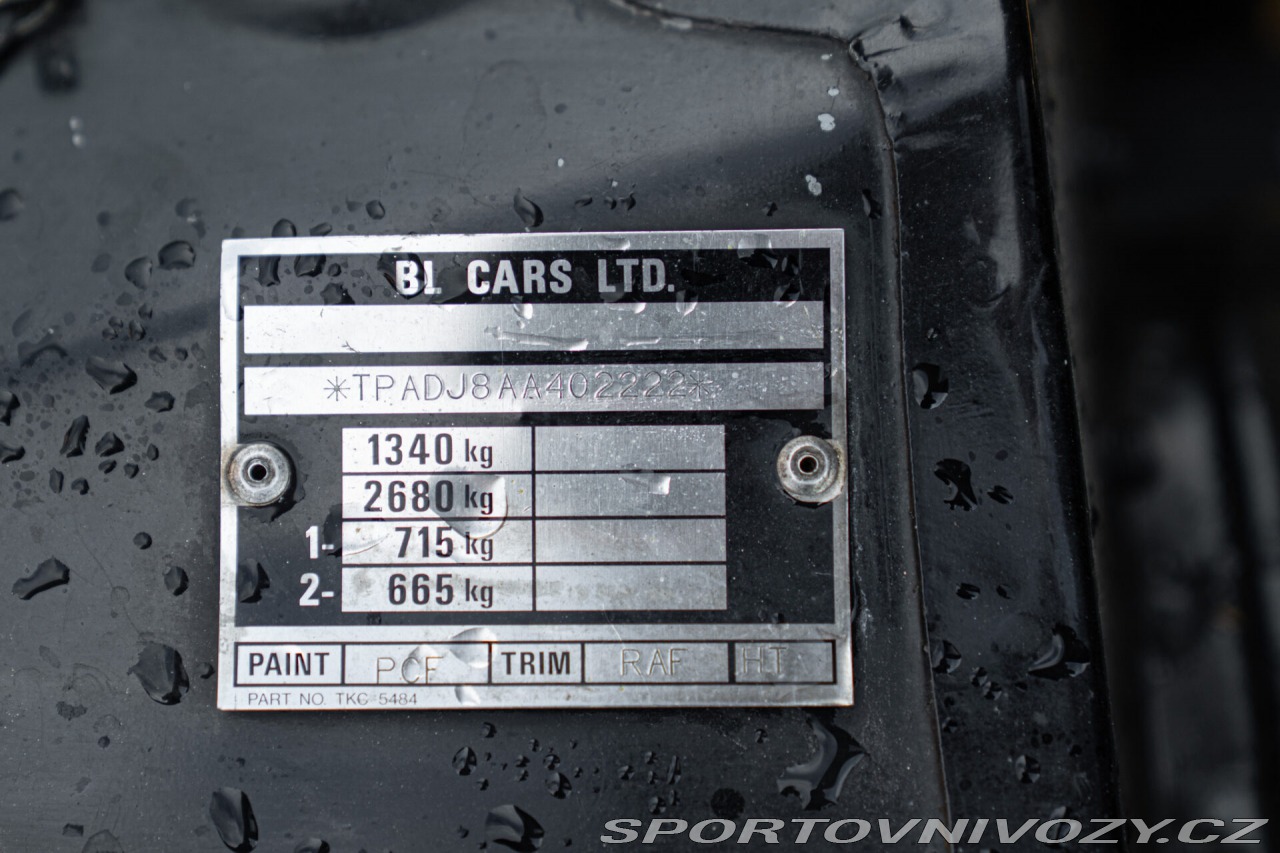 BL CARS LTD.
*TPADJ8AA402222*
1340 kg
2680 kg
1- 715 kg
2- 665 kg
PAINT PCF TRIM RAF HT
PART NO. TKC 5484
SPORTOVNIVOZY.CZ